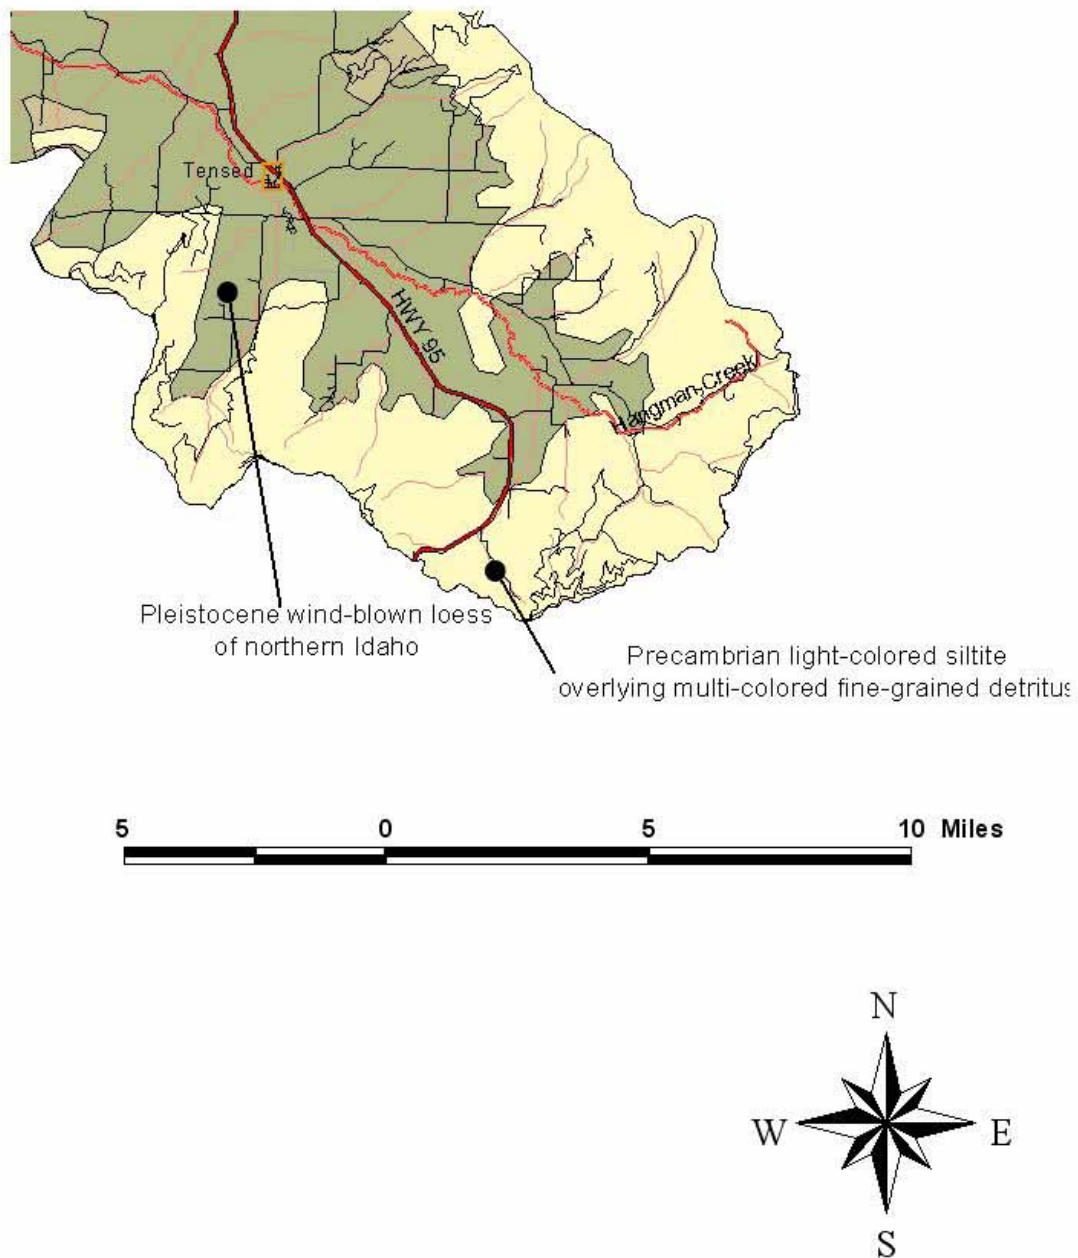 Tensed
HWY 95
Hangman Creek
Pleistocene wind-blown loess
of northern Idaho
Precambrian light-colored siltite
overlying multi-colored fine-grained detritus
5 0 5 10 Miles
N
W E
S